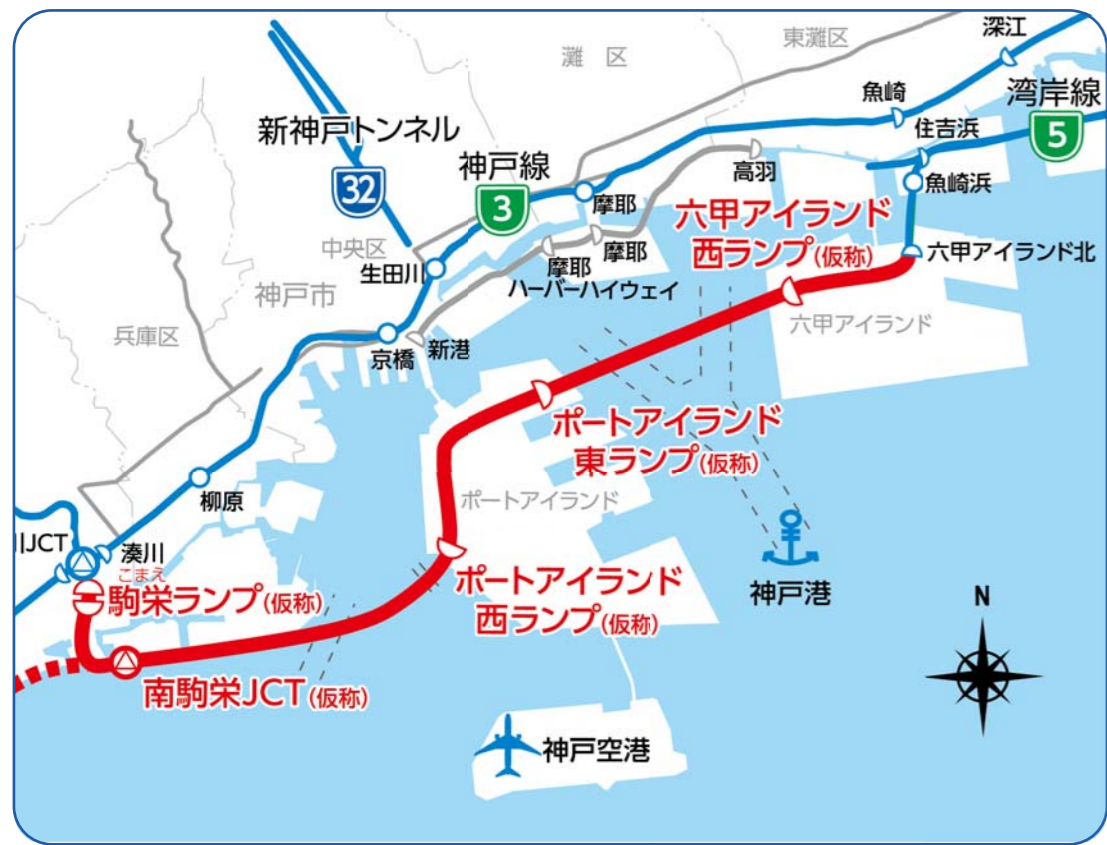 深江
東灘区
灘 区
魚崎
湾岸線
5
住吉浜
新神戸トンネル
32
神戸線
3
高羽
魚崎浜
摩耶
六甲アイランド
西ランプ(仮称)
中央区
生田川
摩耶
摩耶
ハーバーハイウェイ
六甲アイランド北
神戸市
六甲アイランド
兵庫区
京橋
新港
ポートアイランド
東ランプ(仮称)
柳原
ポートアイランド
川JCT
湊川
こまえ
駒栄ランプ(仮称)
ポートアイランド
西ランプ(仮称)
神戸港
N
南駒栄JCT(仮称)
神戸空港